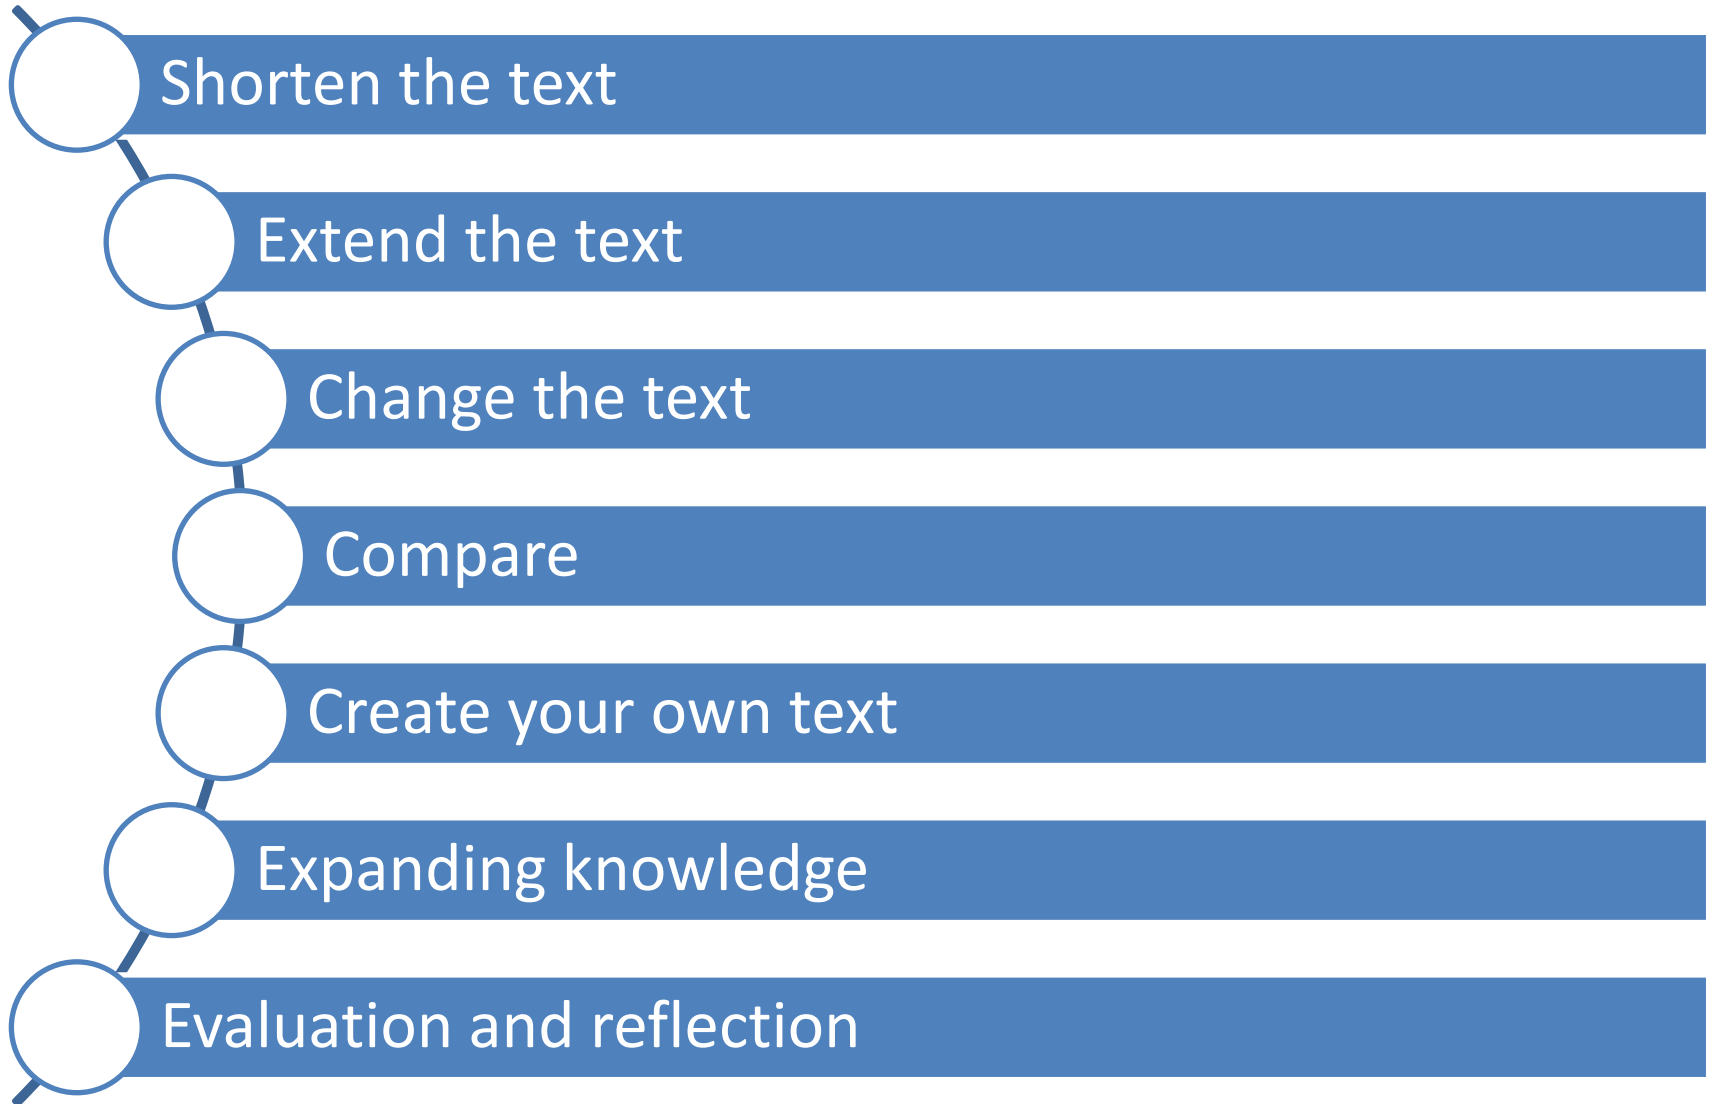 Shorten the text
Extend the text
Change the text
Compare
Create your own text
Expanding knowledge
Evaluation and reflection